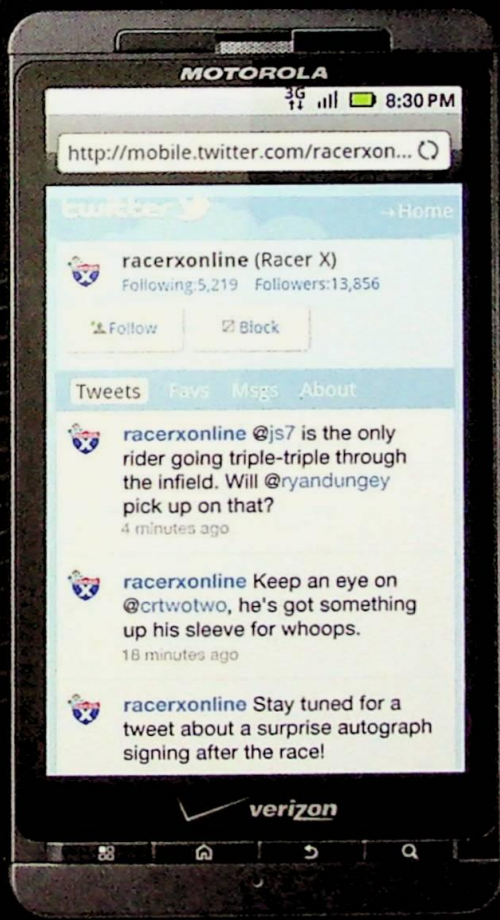 MOTOROLA
3G 8:30 PM
http://mobile.twitter.com/racerxon...
twitter →Home
racerxonline (Racer X)
Following:5,219 Followers:13,856
Follow Block
Tweets Favs Msgs About
racerxonline @js7 is the only
rider going triple-triple through
the infield. Will @ryandungey
pick up on that?
4 minutes ago
racerxonline Keep an eye on
@crtwotwo, he's got something
up his sleeve for whoops.
18 minutes ago
racerxonline Stay tuned for a
tweet about a surprise autograph
signing after the race!
verizon